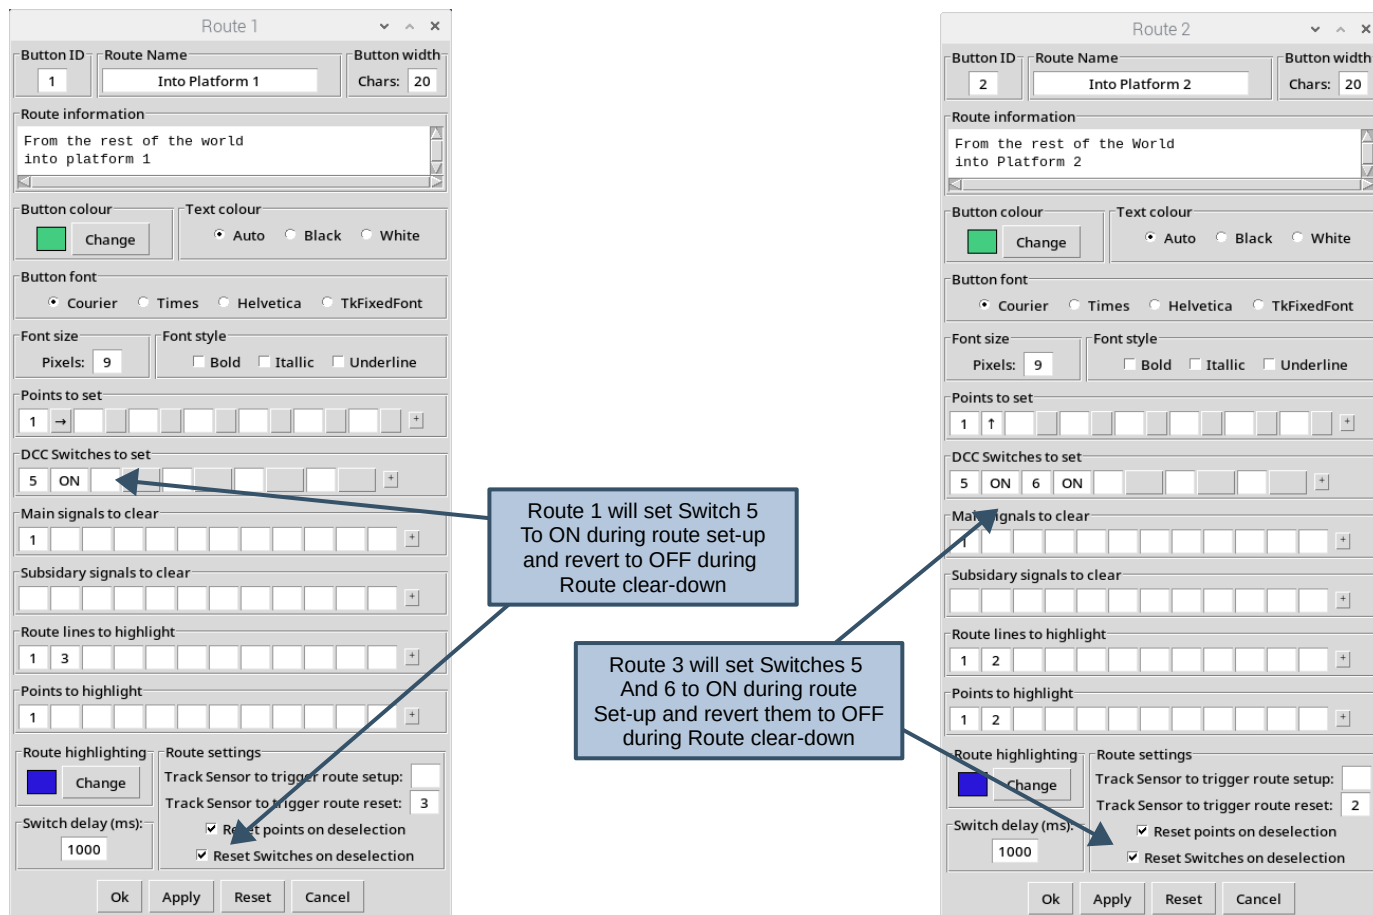 Route 1
Button ID Route Name Button width
1 Into Platform 1 Chars: 20
Route information
From the rest of the world
into platform 1
Button colour Text colour
Change Auto Black White
Button font
Courier Times Helvetica TkFixedFont
Font size Font style
Pixels: 9 Bold Itallic Underline
Points to set
1 → +
DCC Switches to set
5 ON +
Main signals to clear
1 +
Subsidary signals to clear
+
Route lines to highlight
1 3 +
Points to highlight
1 +
Route highlighting Route settings
Change Track Sensor to trigger route setup:
Track Sensor to trigger route reset: 3
Switch delay (ms): Reset points on deselection
1000 Reset Switches on deselection
Ok Apply Reset Cancel
Route 1 will set Switch 5
To ON during route set-up
and revert to OFF during
Route clear-down
Route 3 will set Switches 5
And 6 to ON during route
Set-up and revert them to OFF
during Route clear-down
Route 2
Button ID Route Name Button width
2 Into Platform 2 Chars: 20
Route information
From the rest of the World
into Platform 2
Button colour Text colour
Change Auto Black White
Button font
Courier Times Helvetica TkFixedFont
Font size Font style
Pixels: 9 Bold Itallic Underline
Points to set
1 ↑ +
DCC Switches to set
5 ON 6 ON +
Main signals to clear
1 +
Subsidary signals to clear
+
Route lines to highlight
1 2 +
Points to highlight
1 2 +
Route highlighting Route settings
Change Track Sensor to trigger route setup:
Track Sensor to trigger route reset: 2
Switch delay (ms): Reset points on deselection
1000 Reset Switches on deselection
Ok Apply Reset Cancel